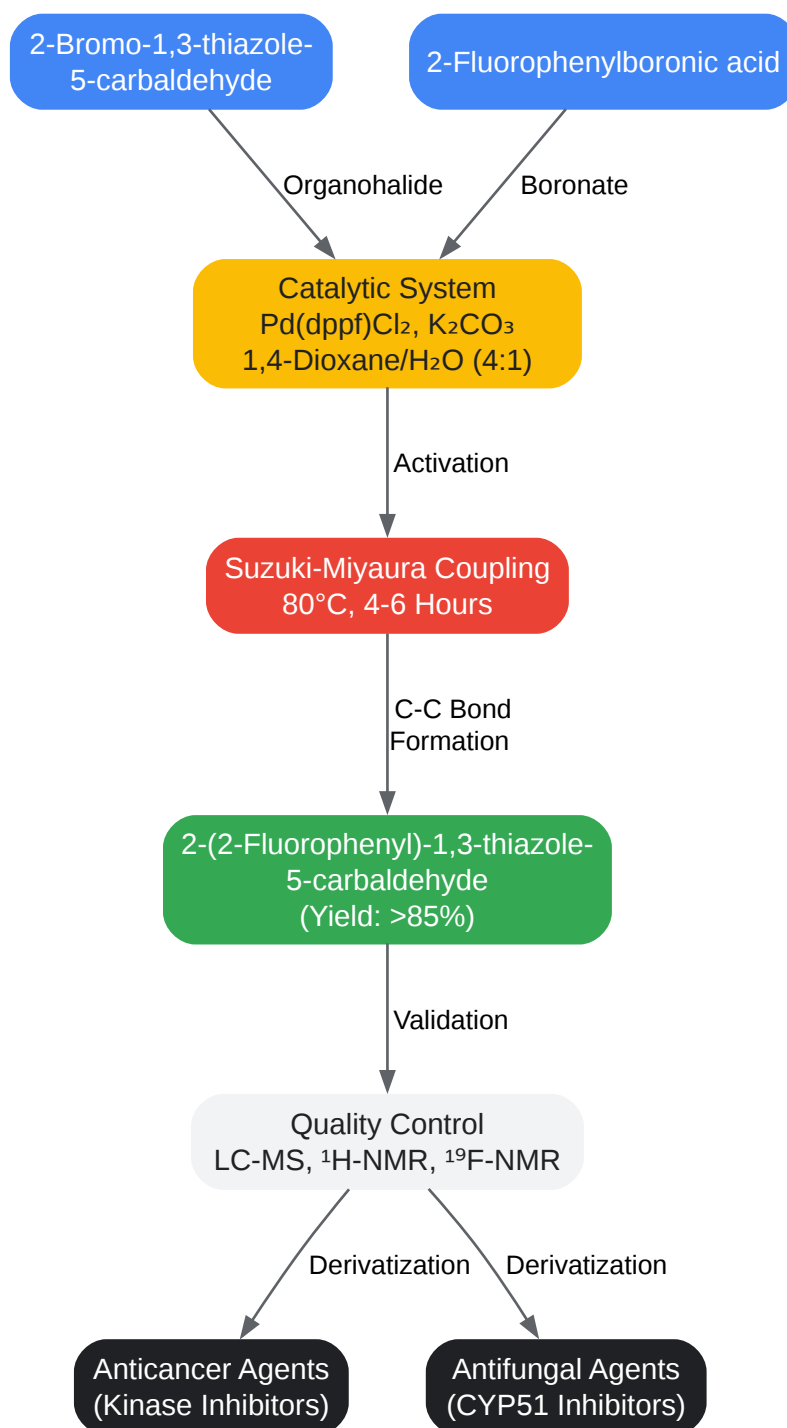 2-Bromo-1,3-thiazole-
5-carbaldehyde
2-Fluorophenylboronic acid
Organohalide
Boronate
Catalytic System
Pd(dppf)Cl₂, K₂CO₃
1,4-Dioxane/H₂O (4:1)
Activation
Suzuki-Miyaura Coupling
80°C, 4-6 Hours
C-C Bond
Formation
2-(2-Fluorophenyl)-1,3-thiazole-
5-carbaldehyde
(Yield: >85%)
Validation
Quality Control
LC-MS, ¹H-NMR, ¹⁹F-NMR
Derivatization
Derivatization
Anticancer Agents
(Kinase Inhibitors)
Antifungal Agents
(CYP51 Inhibitors)